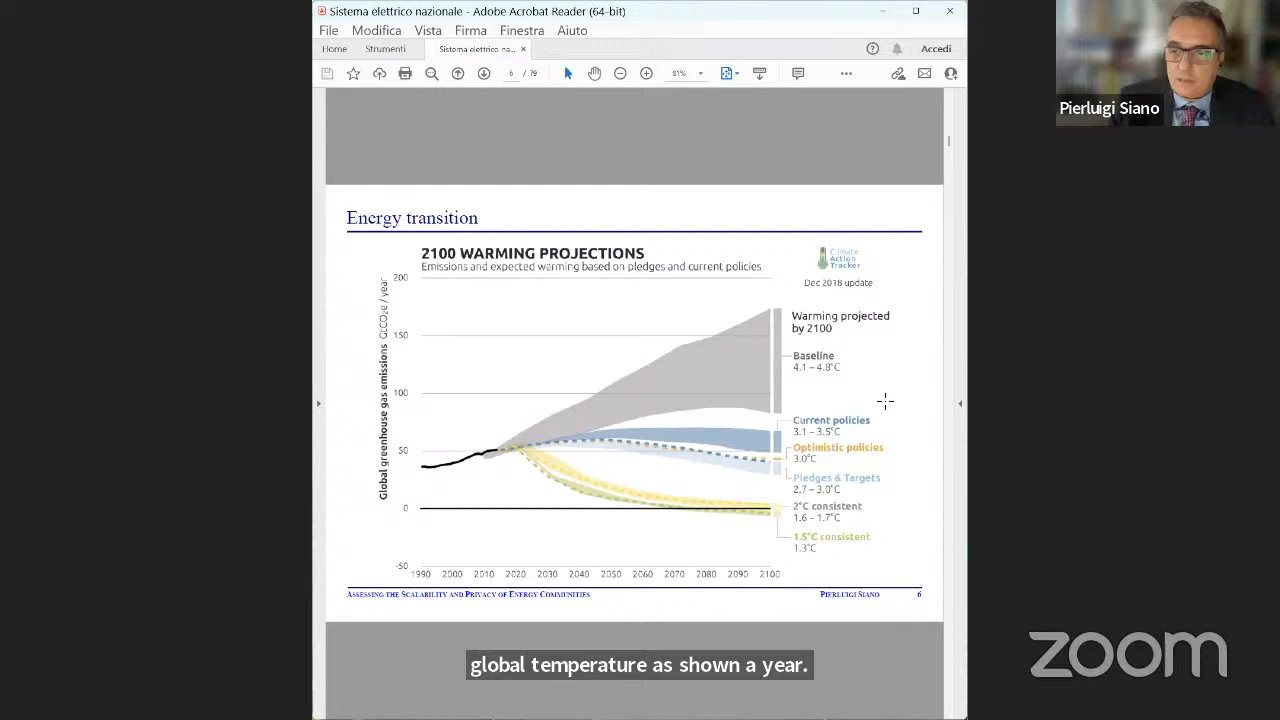 Sistema elettrico nazionale - Adobe Acrobat Reader (64-bit)
File Modifica Vista Firma Finestra Aiuto
Home Strumenti Sistema elettrico na... × Accedi
6 / 79 81%
Pierluigi Siano
Energy transition
2100 WARMING PROJECTIONS
Emissions and expected warming based on pledges and current policies
Climate
Action
Tracker
Dec 2018 update
Global greenhouse gas emissions GtCO₂e / year
200
150
100
50
0
-50
1990 2000 2010 2020 2030 2040 2050 2060 2070 2080 2090 2100
Warming projected
by 2100
Baseline
4.1 – 4.8°C
Current policies
3.1 – 3.5°C
Optimistic policies
3.0°C
Pledges & Targets
2.7 – 3.0°C
2°C consistent
1.6 – 1.7°C
1.5°C consistent
1.3°C
ASSESSING THE SCALABILITY AND PRIVACY OF ENERGY COMMUNITIES PIERLUIGI SIANO 6
global temperature as shown a year.
zoom